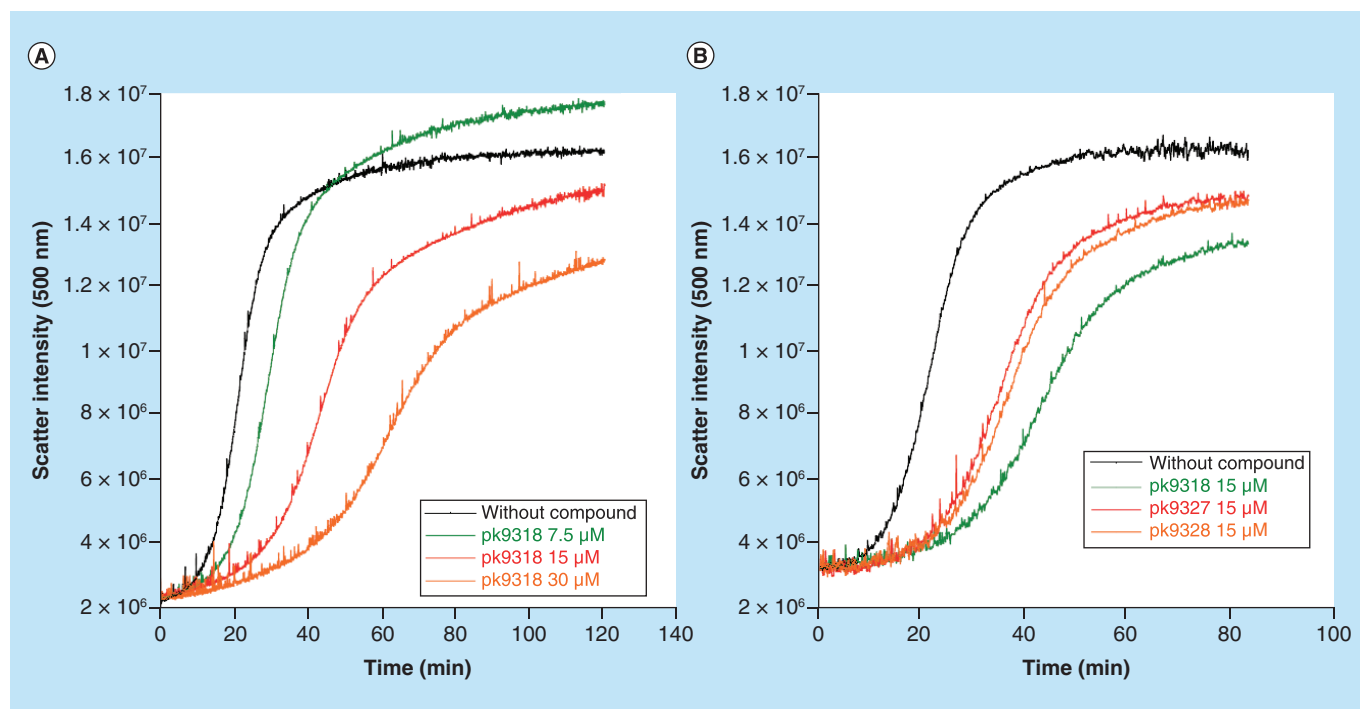 A
1.8 × 10⁷
1.6 × 10⁷
1.4 × 10⁷
1.2 × 10⁷
1 × 10⁷
8 × 10⁶
6 × 10⁶
4 × 10⁶
2 × 10⁶
Scatter intensity (500 nm)
0 20 40 60 80 100 120 140
Time (min)
Without compound
pk9318 7.5 µM
pk9318 15 µM
pk9318 30 µM
B
1.8 × 10⁷
1.6 × 10⁷
1.4 × 10⁷
1.2 × 10⁷
1 × 10⁷
8 × 10⁶
6 × 10⁶
4 × 10⁶
2 × 10⁶
Scatter intensity (500 nm)
0 20 40 60 80 100
Time (min)
Without compound
pk9318 15 µM
pk9327 15 µM
pk9328 15 µM